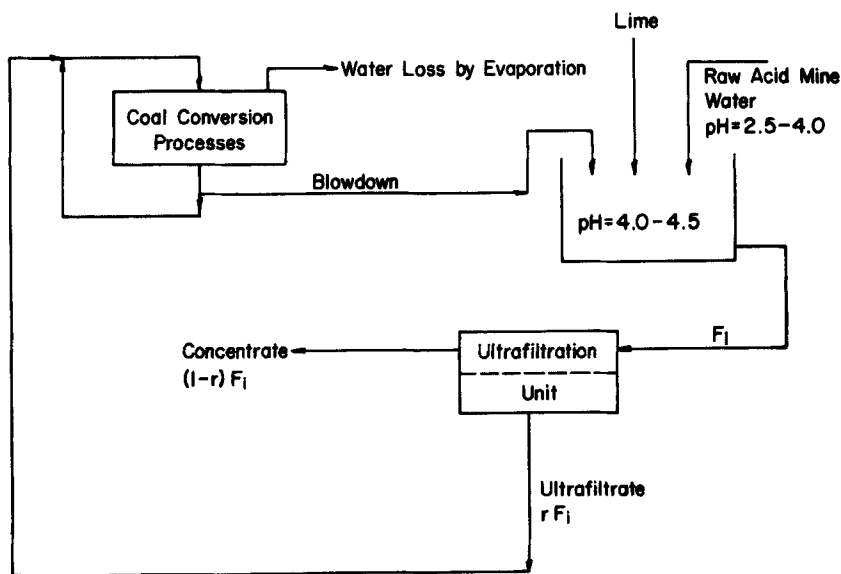 Lime
Water Loss by Evaporation
Raw Acid Mine
Water
pH=2.5-4.0
Coal Conversion
Processes
Blowdown
pH=4.0-4.5
Fi
Concentrate
(1-r) Fi
Ultrafiltration
Unit
Ultrafiltrate
r Fi